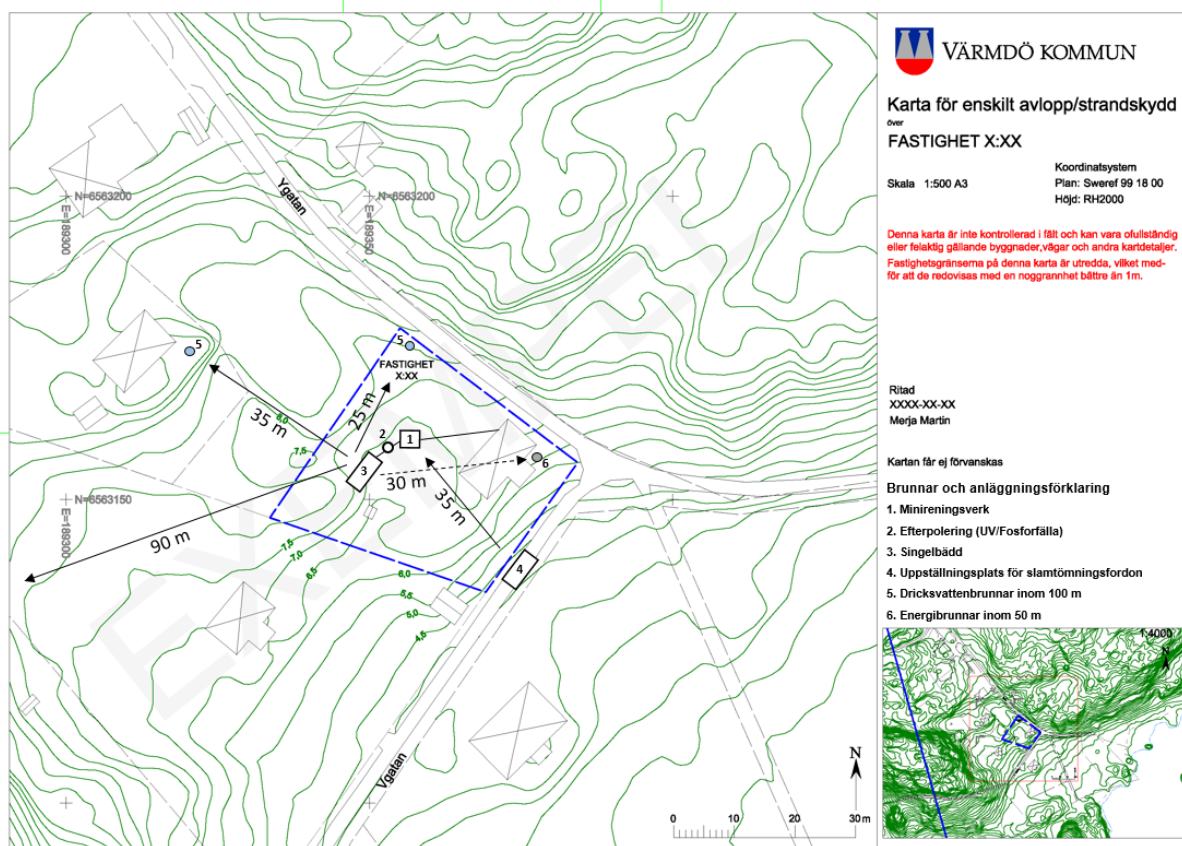 VÄRMDÖ KOMMUN
Karta för enskilt avlopp/strandskydd
över
FASTIGHET X:XX
Skala 1:500 A3
Koordinatsystem
Plan: Sweref 99 18 00
Höjd: RH2000
Denna karta är inte kontrollerad i fält och kan vara ofullständig
eller felaktig gällande byggnader,vägar och andra kartdetaljer.
Fastighetsgränserna på denna karta är utredda, vilket med-
för att de redovisas med en noggrannhet bättre än 1m.
Ritad
XXXX-XX-XX
Merja Martin
Kartan får ej förvanskas
Brunnar och anläggningsförklaring
1. Minireningsverk
2. Efterpolering (UV/Fosforfälla)
3. Singelbädd
4. Uppställningsplats för slamtömningsfordon
5. Dricksvattenbrunnar inom 100 m
6. Energibrunnar inom 50 m
1:4000
N
EXEMPEL
Ygatan
N=6563200
E=189300
N=6563200
E=189350
5
5
FASTIGHET
X:XX
25 m
35 m
6,0
7,5
2
1
3
6
30 m
35 m
N=6563150
E=189300
90 m
4
7,5
7,0
6,5
6,0
5,5
5,0
4,5
Vgatan
N
0
10
20
30 m